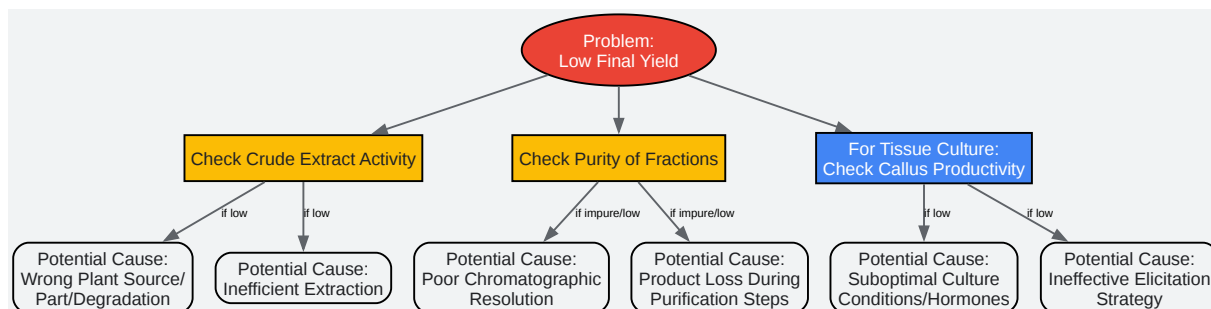 Problem:
Low Final Yield
Check Crude Extract Activity
Check Purity of Fractions
For Tissue Culture:
Check Callus Productivity
if low
if low
if impure/low
if impure/low
if low
if low
Potential Cause:
Wrong Plant Source/
Part/Degradation
Potential Cause:
Inefficient Extraction
Potential Cause:
Poor Chromatographic
Resolution
Potential Cause:
Product Loss During
Purification Steps
Potential Cause:
Suboptimal Culture
Conditions/Hormones
Potential Cause:
Ineffective Elicitation
Strategy